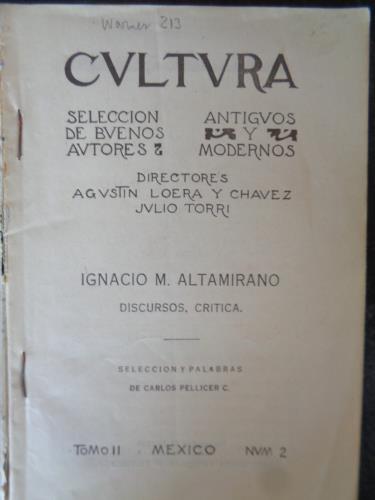 Warner 213
CVLTVRA
SELECCION ANTIGVOS
DE BVENOS Y
AVTORES MODERNOS
DIRECTORES
AGVSTIN LOERA Y CHAVEZ
JVLIO TORRI
IGNACIO M. ALTAMIRANO
DISCURSOS, CRITICA.
SELECCION Y PALABRAS
DE CARLOS PELLICER C.
TOMO II MEXICO NVM 2